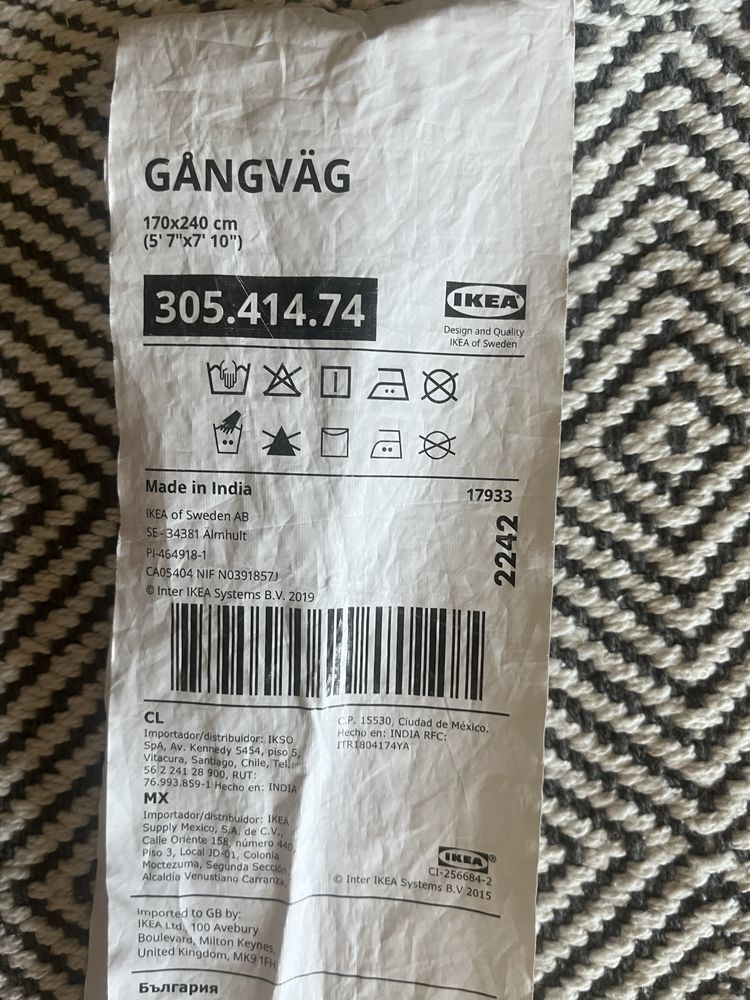 GÅNGVÄG
170x240 cm
(5' 7"x7' 10")
305.414.74
IKEA
Design and Quality
IKEA of Sweden
Made in India
17933
IKEA of Sweden AB
SE - 34381 Älmhult
PI-464918-1
CA05404 NIF N0391857J
© Inter IKEA Systems B.V. 2019
2242
CL
Importador/distribuidor: IKSO
SpA, Av. Kennedy 5454, piso 5,
Vitacura, Santiago, Chile, Tel.:
56 2 241 28 900, RUT:
76.993.859-1 Hecho en: INDIA
MX
Importador/distribuidor: IKEA
Supply Mexico, S.A. de C.V.,
Calle Oriente 158, número 440
Piso 3, Local JD-01, Colonia
Moctezuma, Segunda Sección,
Alcaldía Venustiano Carranza,
C.P. 15530, Ciudad de México.
Hecho en: INDIA RFC:
ITR1804174YA
IKEA®
CI-256684-2
© Inter IKEA Systems B.V 2015
Imported to GB by:
IKEA Ltd, 100 Avebury
Boulevard, Milton Keynes,
United Kingdom, MK9 1FH
България